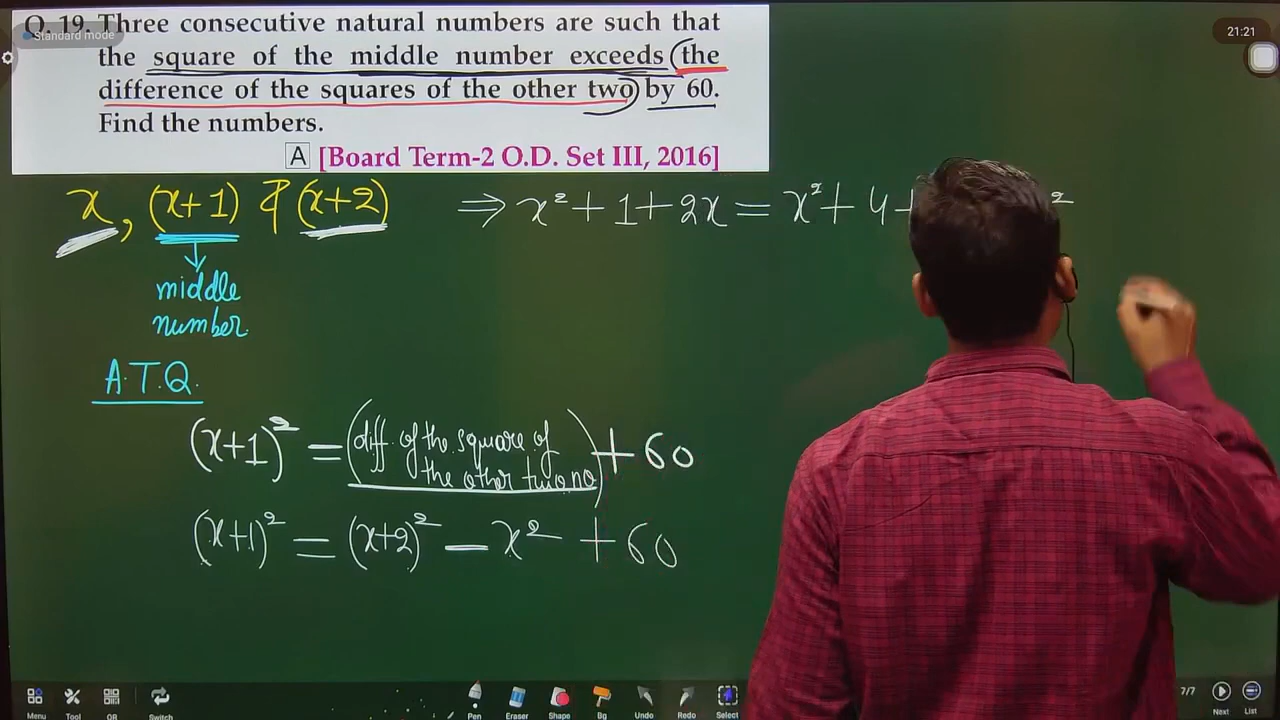 Q. 19. Three consecutive natural numbers are such that
the square of the middle number exceeds (the
difference of the squares of the other two) by 60.
Find the numbers.
A [Board Term-2 O.D. Set III, 2016]
Standard mode
21:21
x, (x+1) & (x+2)
middle
number.
A.T.Q.
(x+1)² = (diff. of the square of
the other two no) + 60
(x+1)² = (x+2)² − x² + 60
⇒ x² + 1 + 2x = x² + 4 +
2
Menu Tool QR Switch Pen Eraser Shape Bg Undo Redo Select 7/7 Next List